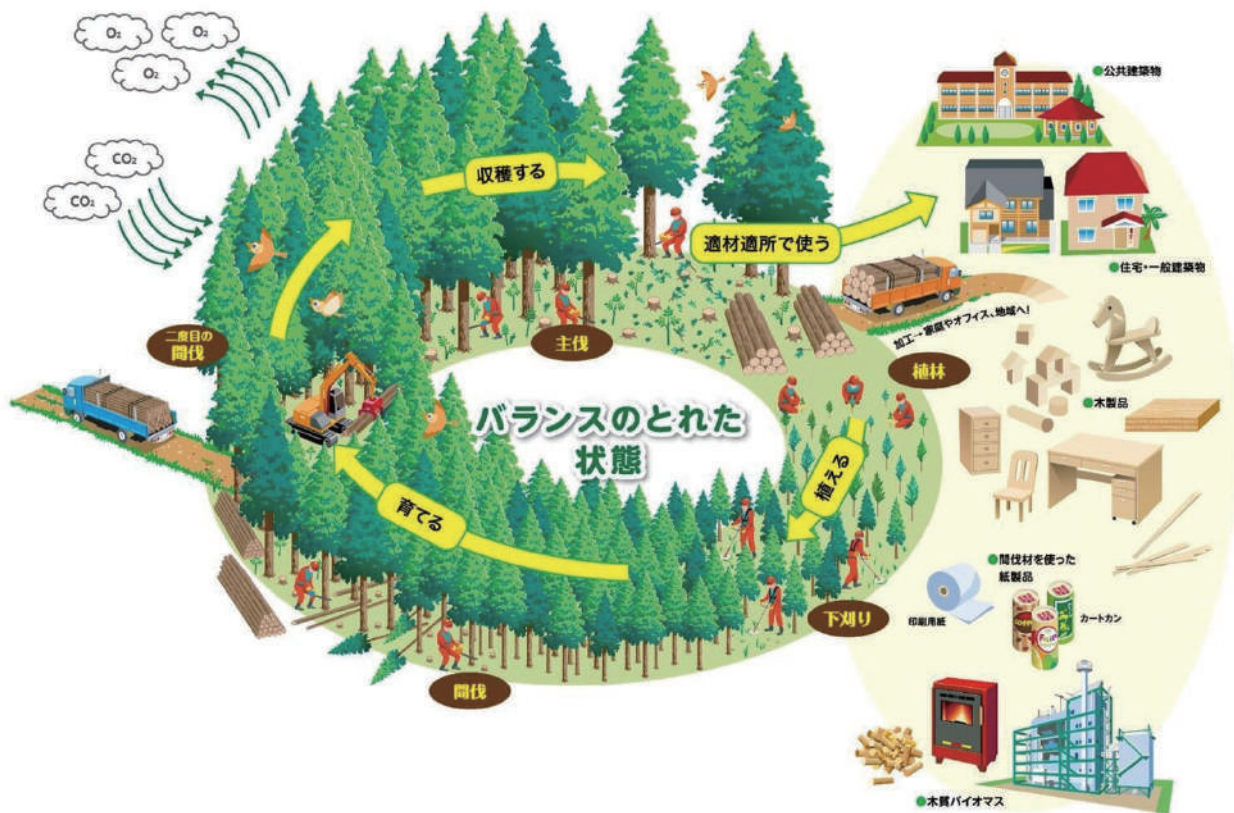 O₂
O₂
O₂
CO₂
CO₂
収穫する
適材適所で使う
●公共建築物
●住宅・一般建築物
加工→家庭やオフィス、地域へ!
二度目の
間伐
主伐
植林
バランスのとれた
状態
植える
育てる
●木製品
●間伐材を使った
紙製品
印刷用紙
カートカン
下刈り
間伐
●木質バイオマス